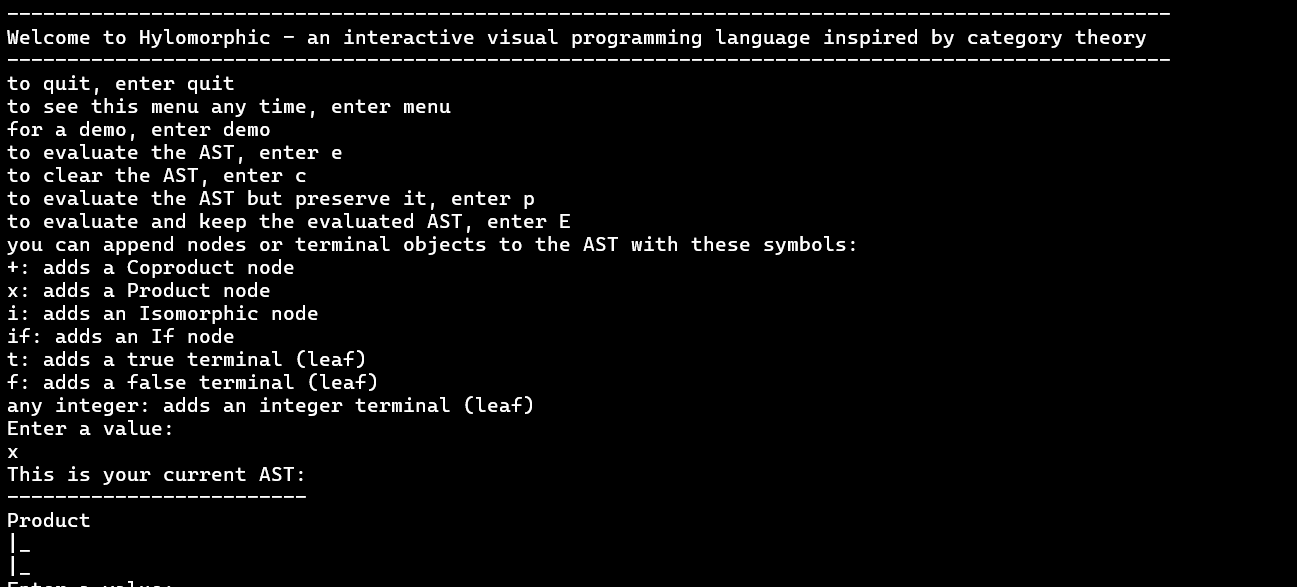 -------------------------------------------------------------------------------------------------
Welcome to Hylomorphic - an interactive visual programming language inspired by category theory
-------------------------------------------------------------------------------------------------
to quit, enter quit
to see this menu any time, enter menu
for a demo, enter demo
to evaluate the AST, enter e
to clear the AST, enter c
to evaluate the AST but preserve it, enter p
to evaluate and keep the evaluated AST, enter E
you can append nodes or terminal objects to the AST with these symbols:
+: adds a Coproduct node
x: adds a Product node
i: adds an Isomorphic node
if: adds an If node
t: adds a true terminal (leaf)
f: adds a false terminal (leaf)
any integer: adds an integer terminal (leaf)
Enter a value:
x
This is your current AST:
-------------------------
Product
|_
|_